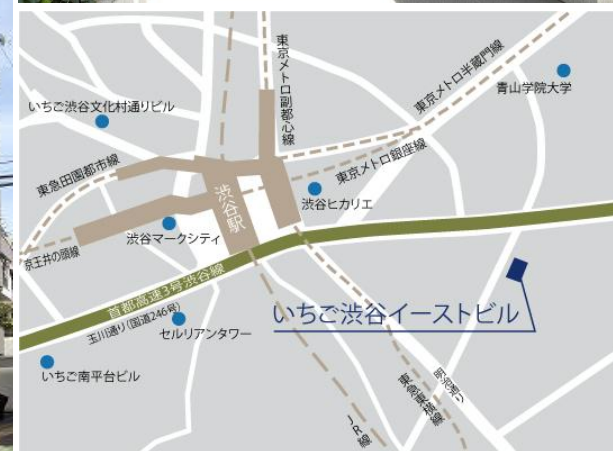 東京メトロ副都心線
東京メトロ半蔵門線
青山学院大学
いちご渋谷文化村通りビル
東急田園都市線
東京メトロ銀座線
渋谷駅
渋谷ヒカリエ
渋谷マークシティ
京王井の頭線
首都高速3号渋谷線
玉川通り(国道246号)
いちご渋谷イーストビル
セルリアンタワー
いちご南平台ビル
明治通り
東急東横線
JR線